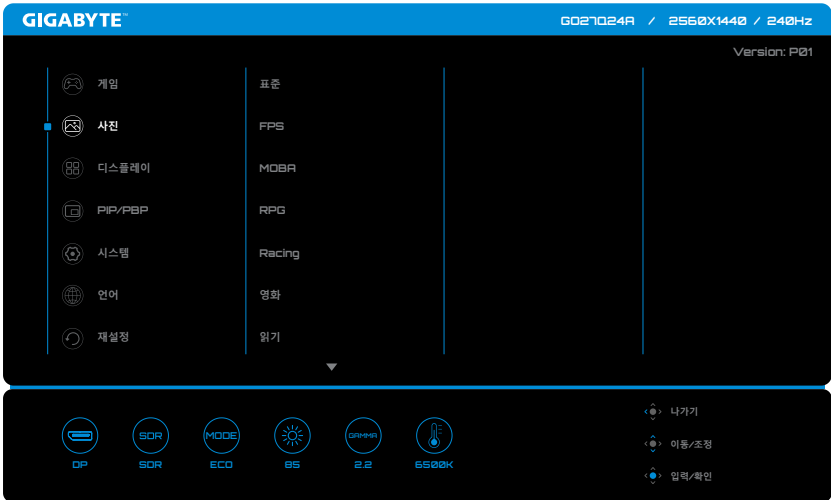 GIGABYTE™
GO27Q24A / 2560X1440 / 240Hz
Version: P01
게임
표준
사진
FPS
디스플레이
MOBA
PIP/PBP
RPG
시스템
Racing
언어
영화
재설정
읽기
나가기
SDR
MODE
GAMMA
이동/조정
DP
SDR
ECO
85
2.2
6500K
입력/확인